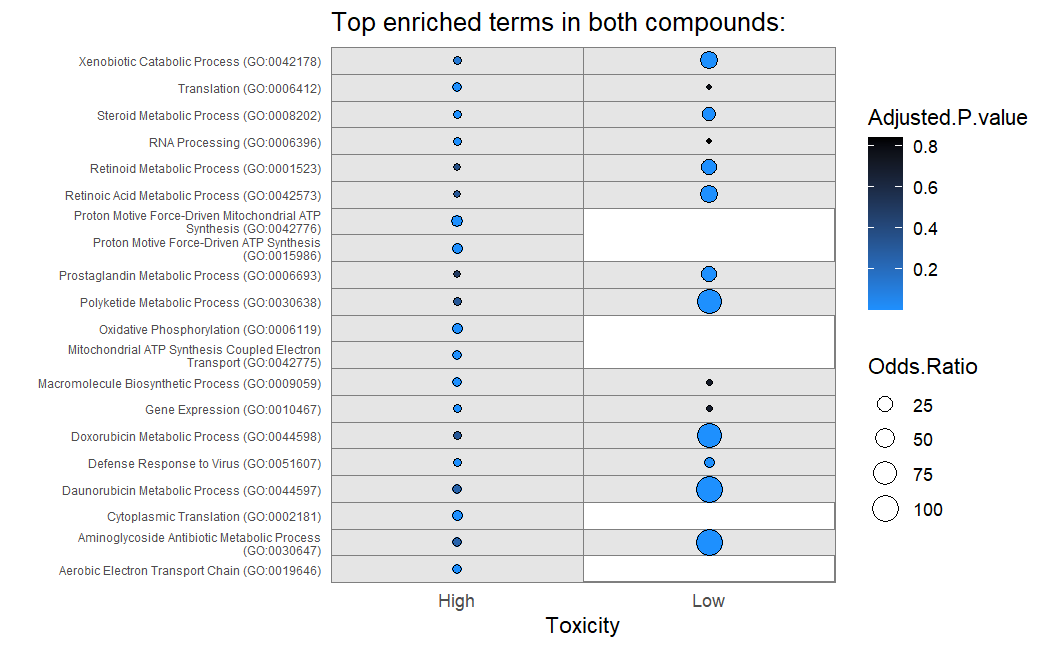 Top enriched terms in both compounds:
Xenobiotic Catabolic Process (GO:0042178)
Translation (GO:0006412)
Steroid Metabolic Process (GO:0008202)
RNA Processing (GO:0006396)
Retinoid Metabolic Process (GO:0001523)
Retinoic Acid Metabolic Process (GO:0042573)
Proton Motive Force-Driven Mitochondrial ATP
Synthesis (GO:0042776)
Proton Motive Force-Driven ATP Synthesis
(GO:0015986)
Prostaglandin Metabolic Process (GO:0006693)
Polyketide Metabolic Process (GO:0030638)
Oxidative Phosphorylation (GO:0006119)
Mitochondrial ATP Synthesis Coupled Electron
Transport (GO:0042775)
Macromolecule Biosynthetic Process (GO:0009059)
Gene Expression (GO:0010467)
Doxorubicin Metabolic Process (GO:0044598)
Defense Response to Virus (GO:0051607)
Daunorubicin Metabolic Process (GO:0044597)
Cytoplasmic Translation (GO:0002181)
Aminoglycoside Antibiotic Metabolic Process
(GO:0030647)
Aerobic Electron Transport Chain (GO:0019646)
High
Low
Toxicity
Adjusted.P.value
0.8
0.6
0.4
0.2
Odds.Ratio
25
50
75
100